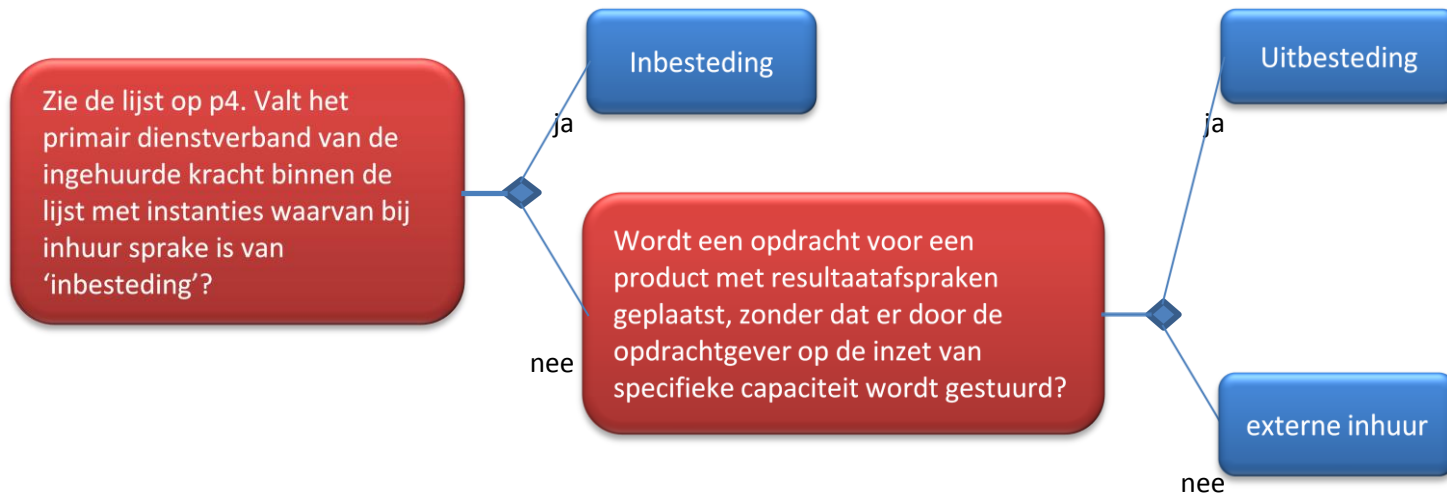 Zie de lijst op p4. Valt het
primair dienstverband van de
ingehuurde kracht binnen de
lijst met instanties waarvan bij
inhuur sprake is van
‘inbesteding’?
ja
Inbesteding
nee
Wordt een opdracht voor een
product met resultaatafspraken
geplaatst, zonder dat er door de
opdrachtgever op de inzet van
specifieke capaciteit wordt gestuurd?
ja
Uitbesteding
nee
externe inhuur